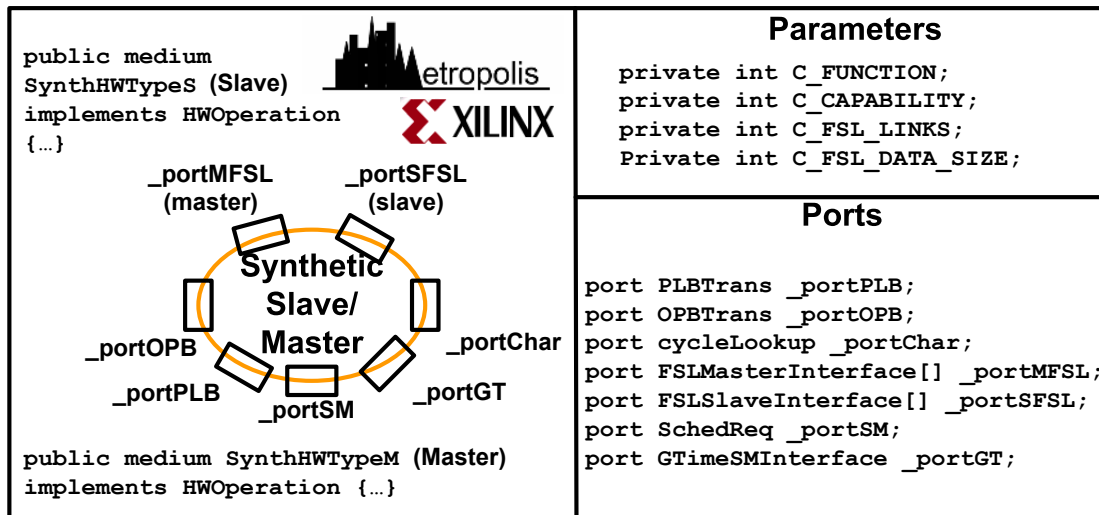 public medium
SynthHWTypeS (Slave)
implements HWOperation
{…}
etropolis
XILINX
_portMFSL
(master)
_portSFSL
(slave)
Synthetic
Slave/
Master
_portOPB
_portChar
_portPLB
_portGT
_portSM
public medium SynthHWTypeM (Master)
implements HWOperation {…}
Parameters
private int C_FUNCTION;
private int C_CAPABILITY;
private int C_FSL_LINKS;
Private int C_FSL_DATA_SIZE;
Ports
port PLBTrans _portPLB;
port OPBTrans _portOPB;
port cycleLookup _portChar;
port FSLMasterInterface[] _portMFSL;
port FSLSlaveInterface[] _portSFSL;
port SchedReq _portSM;
port GTimeSMInterface _portGT;